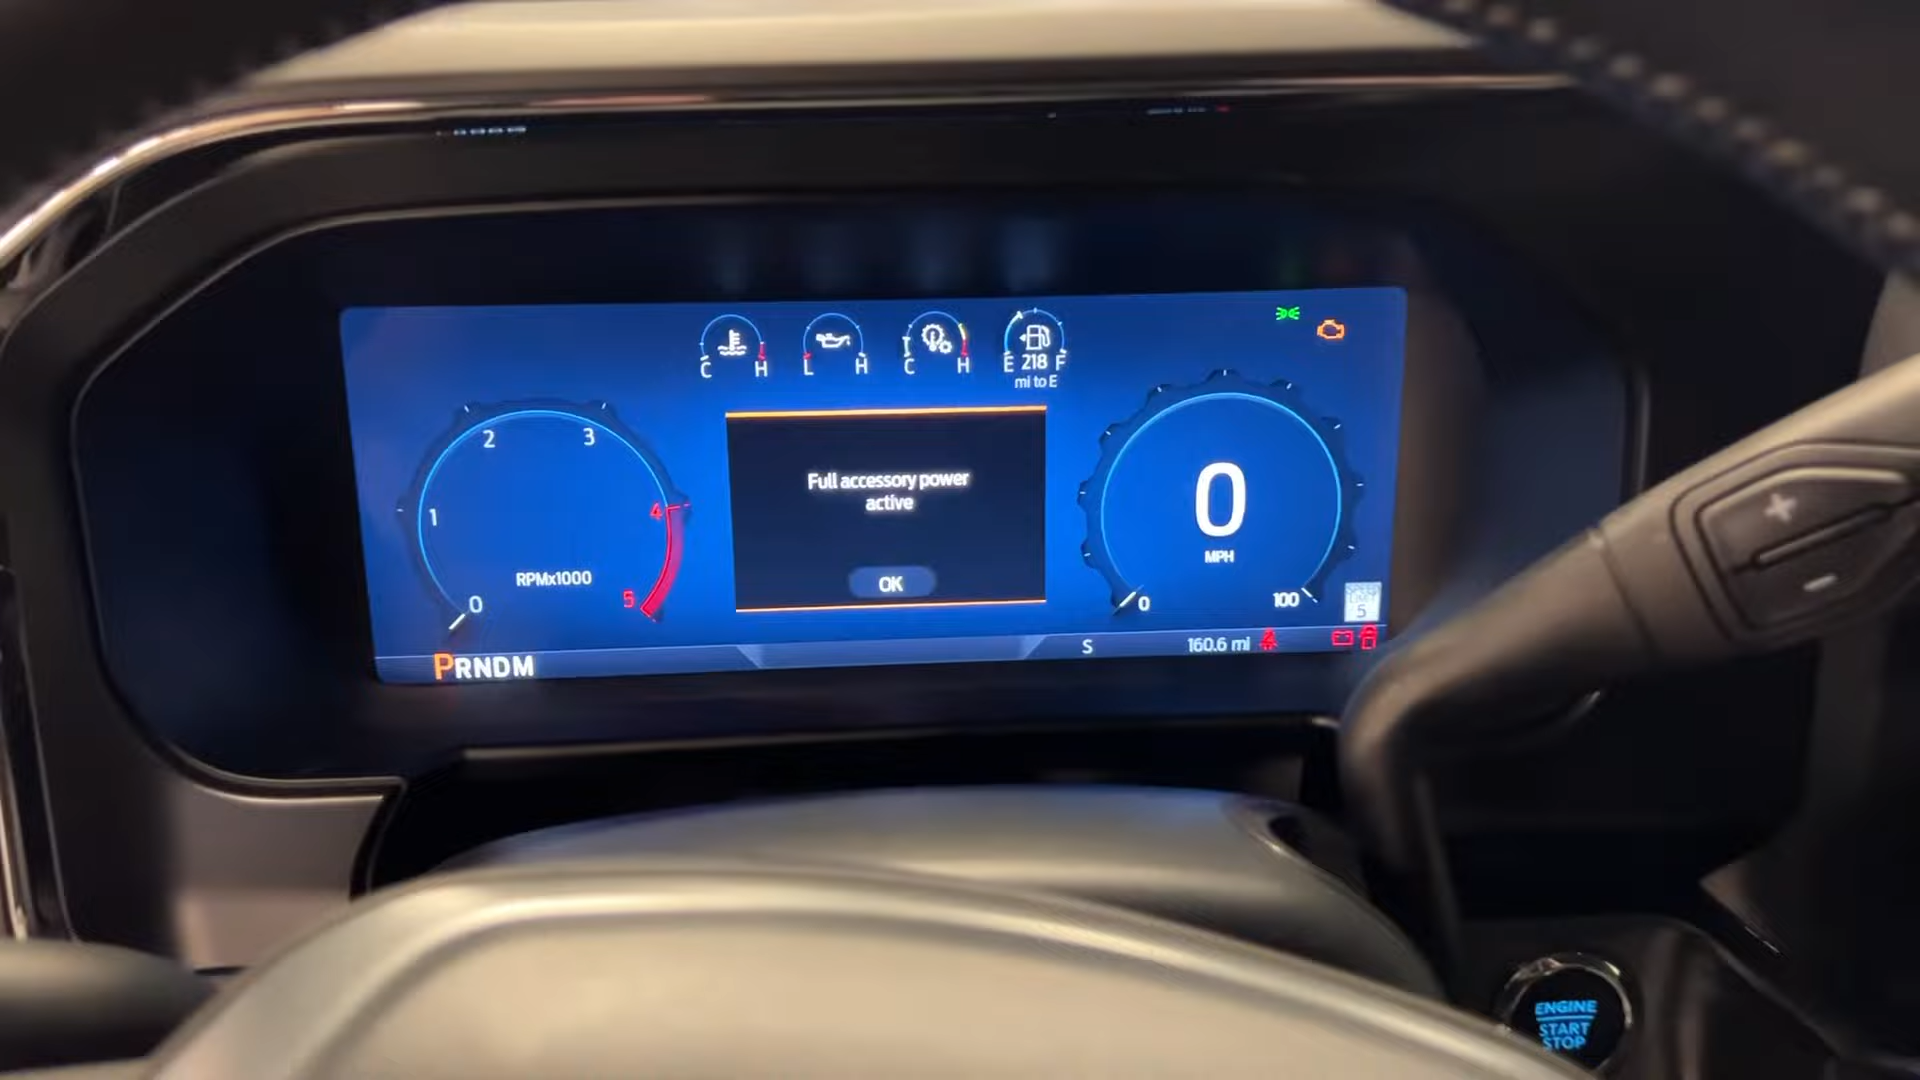 C H
L H
C H
E 218 F
mi to E
2 3
1
4
RPMx1000
0
5
Full accessory power
active
OK
0
MPH
0
100
5
PRNDM
S
160.6 mi
ENGINE
START
STOP